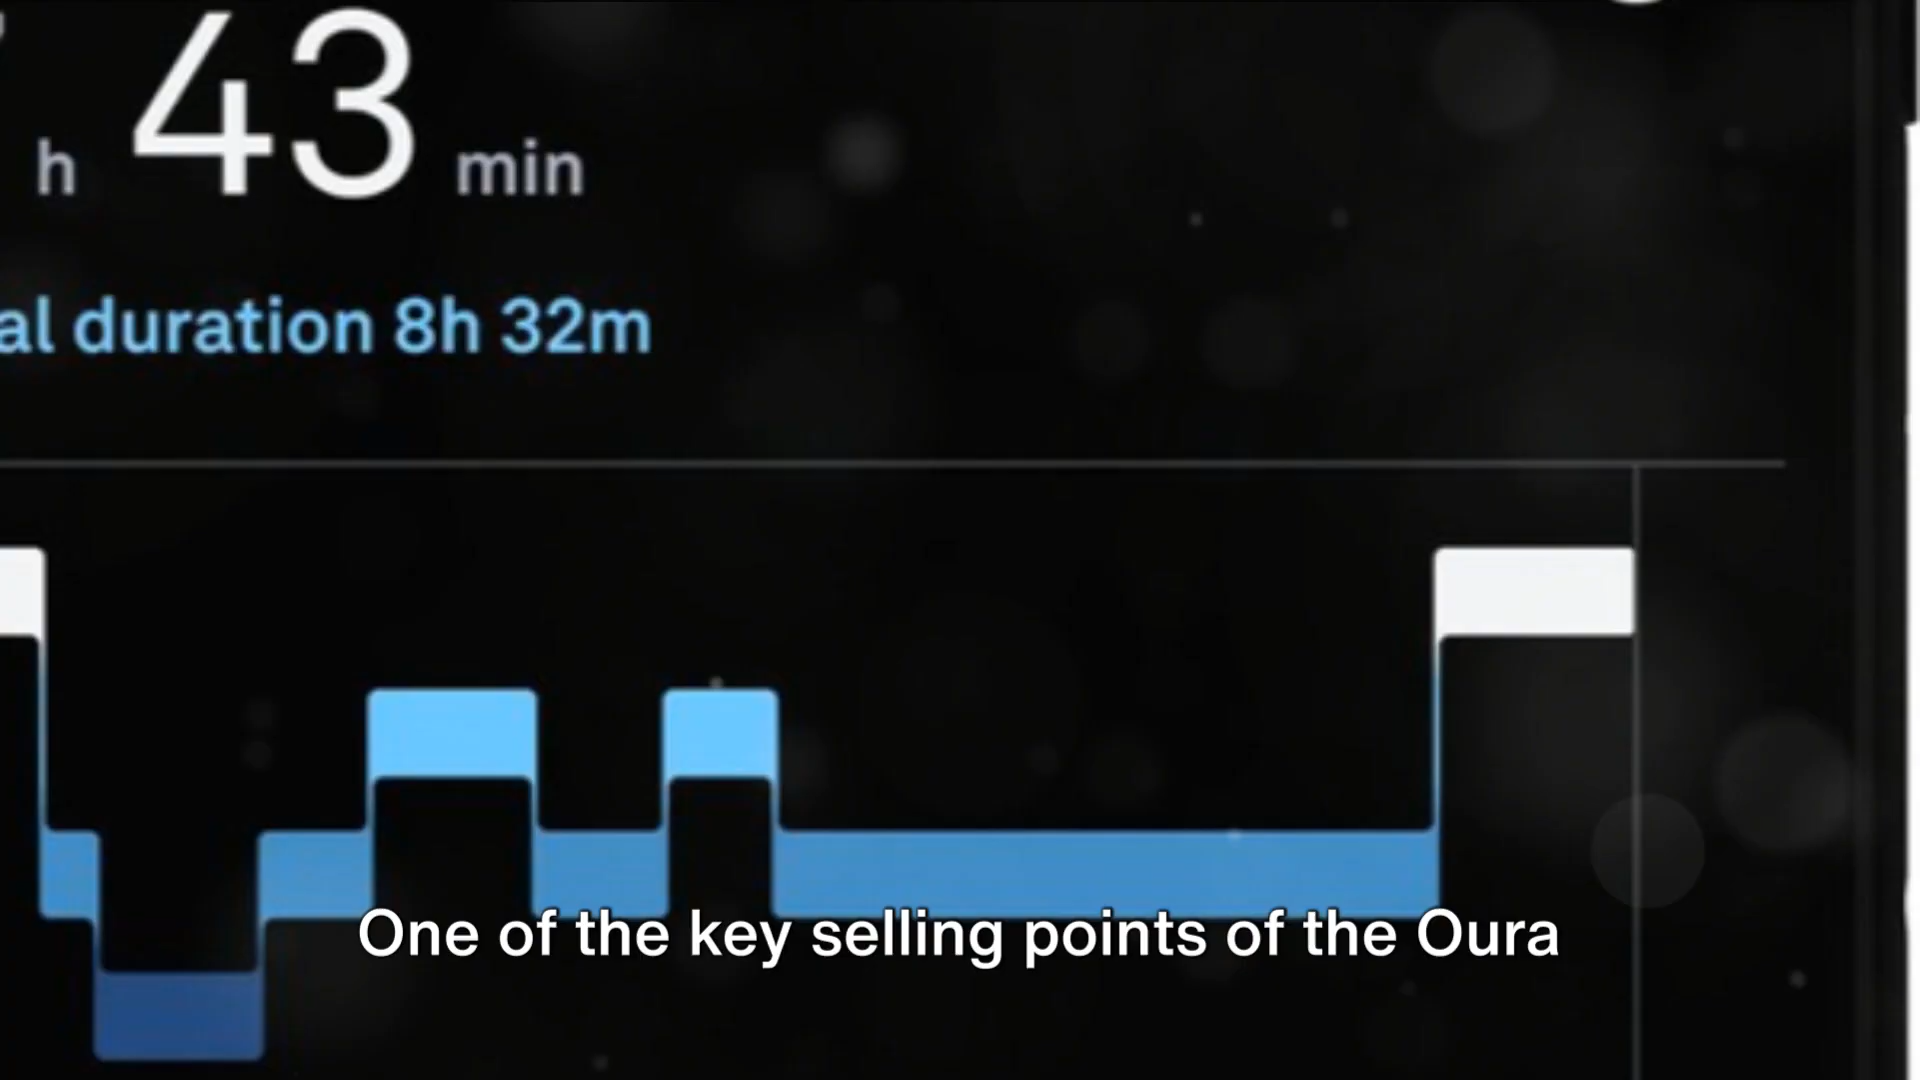 h 43 min
al duration 8h 32m
One of the key selling points of the Oura